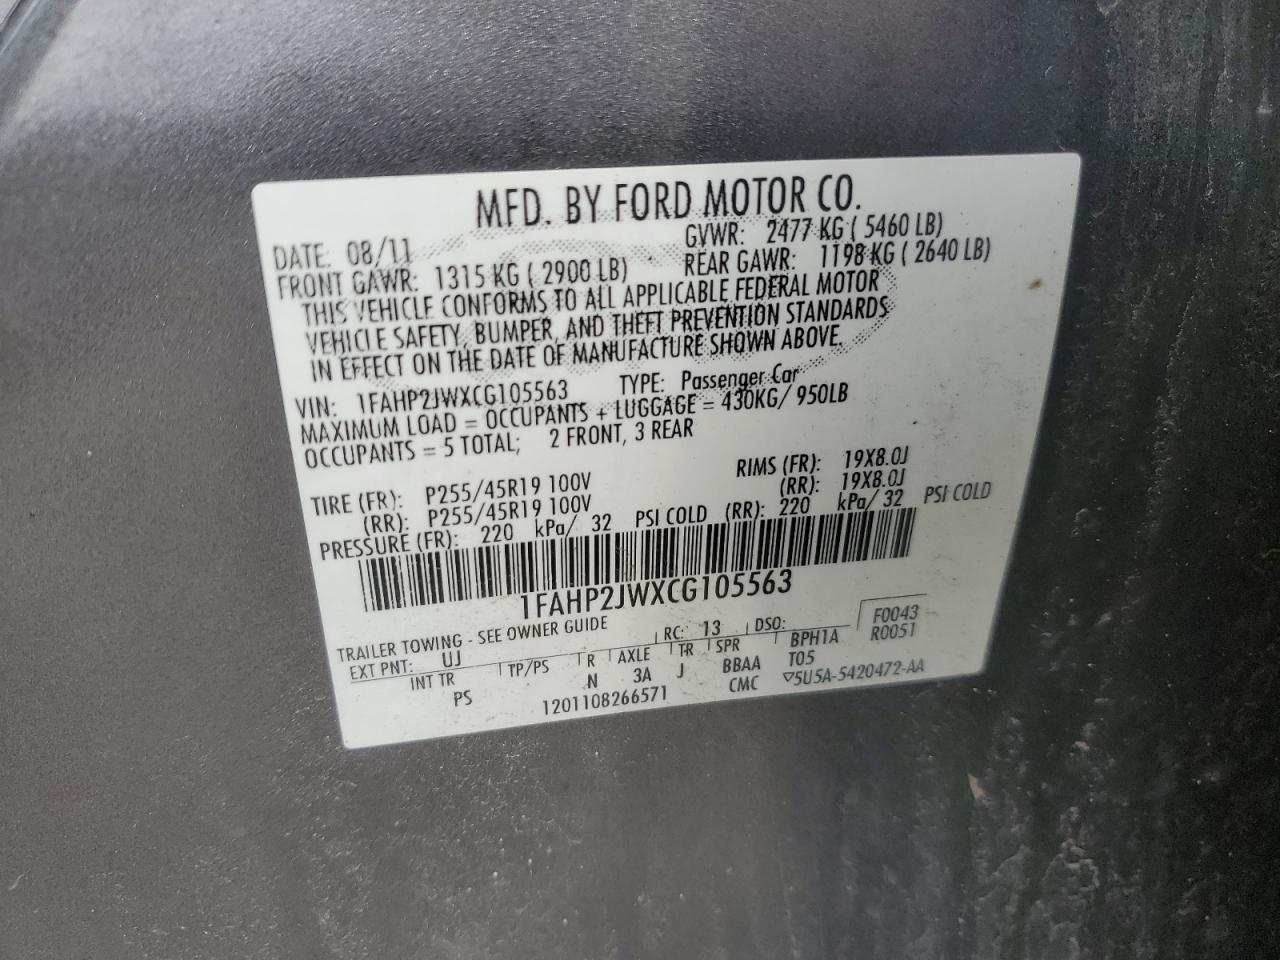 MFD. BY FORD MOTOR CO.
DATE: 08/11 GVWR: 2477 KG ( 5460 LB)
FRONT GAWR: 1315 KG ( 2900 LB) REAR GAWR: 1198 KG ( 2640 LB)
THIS VEHICLE CONFORMS TO ALL APPLICABLE FEDERAL MOTOR
VEHICLE SAFETY, BUMPER, AND THEFT PREVENTION STANDARDS
IN EFFECT ON THE DATE OF MANUFACTURE SHOWN ABOVE.
VIN: 1FAHP2JWXCG105563 TYPE: Passenger Car
MAXIMUM LOAD = OCCUPANTS + LUGGAGE = 430KG/ 950LB
OCCUPANTS = 5 TOTAL; 2 FRONT, 3 REAR
TIRE (FR): P255/45R19 100V RIMS (FR): 19X8.0J
(RR): P255/45R19 100V (RR): 19X8.0J
PRESSURE (FR): 220 kPa/ 32 PSI COLD (RR): 220 kPa/ 32 PSI COLD
1FAHP2JWXCG105563
TRAILER TOWING - SEE OWNER GUIDE
EXT PNT: UJ RC: 13 DSO: F0043
INT TR TP/PS R AXLE TR SPR BPH1A R0051
PS N 3A J BBAA T05
1201108266571 CMC ▽5U5A-5420472-AA